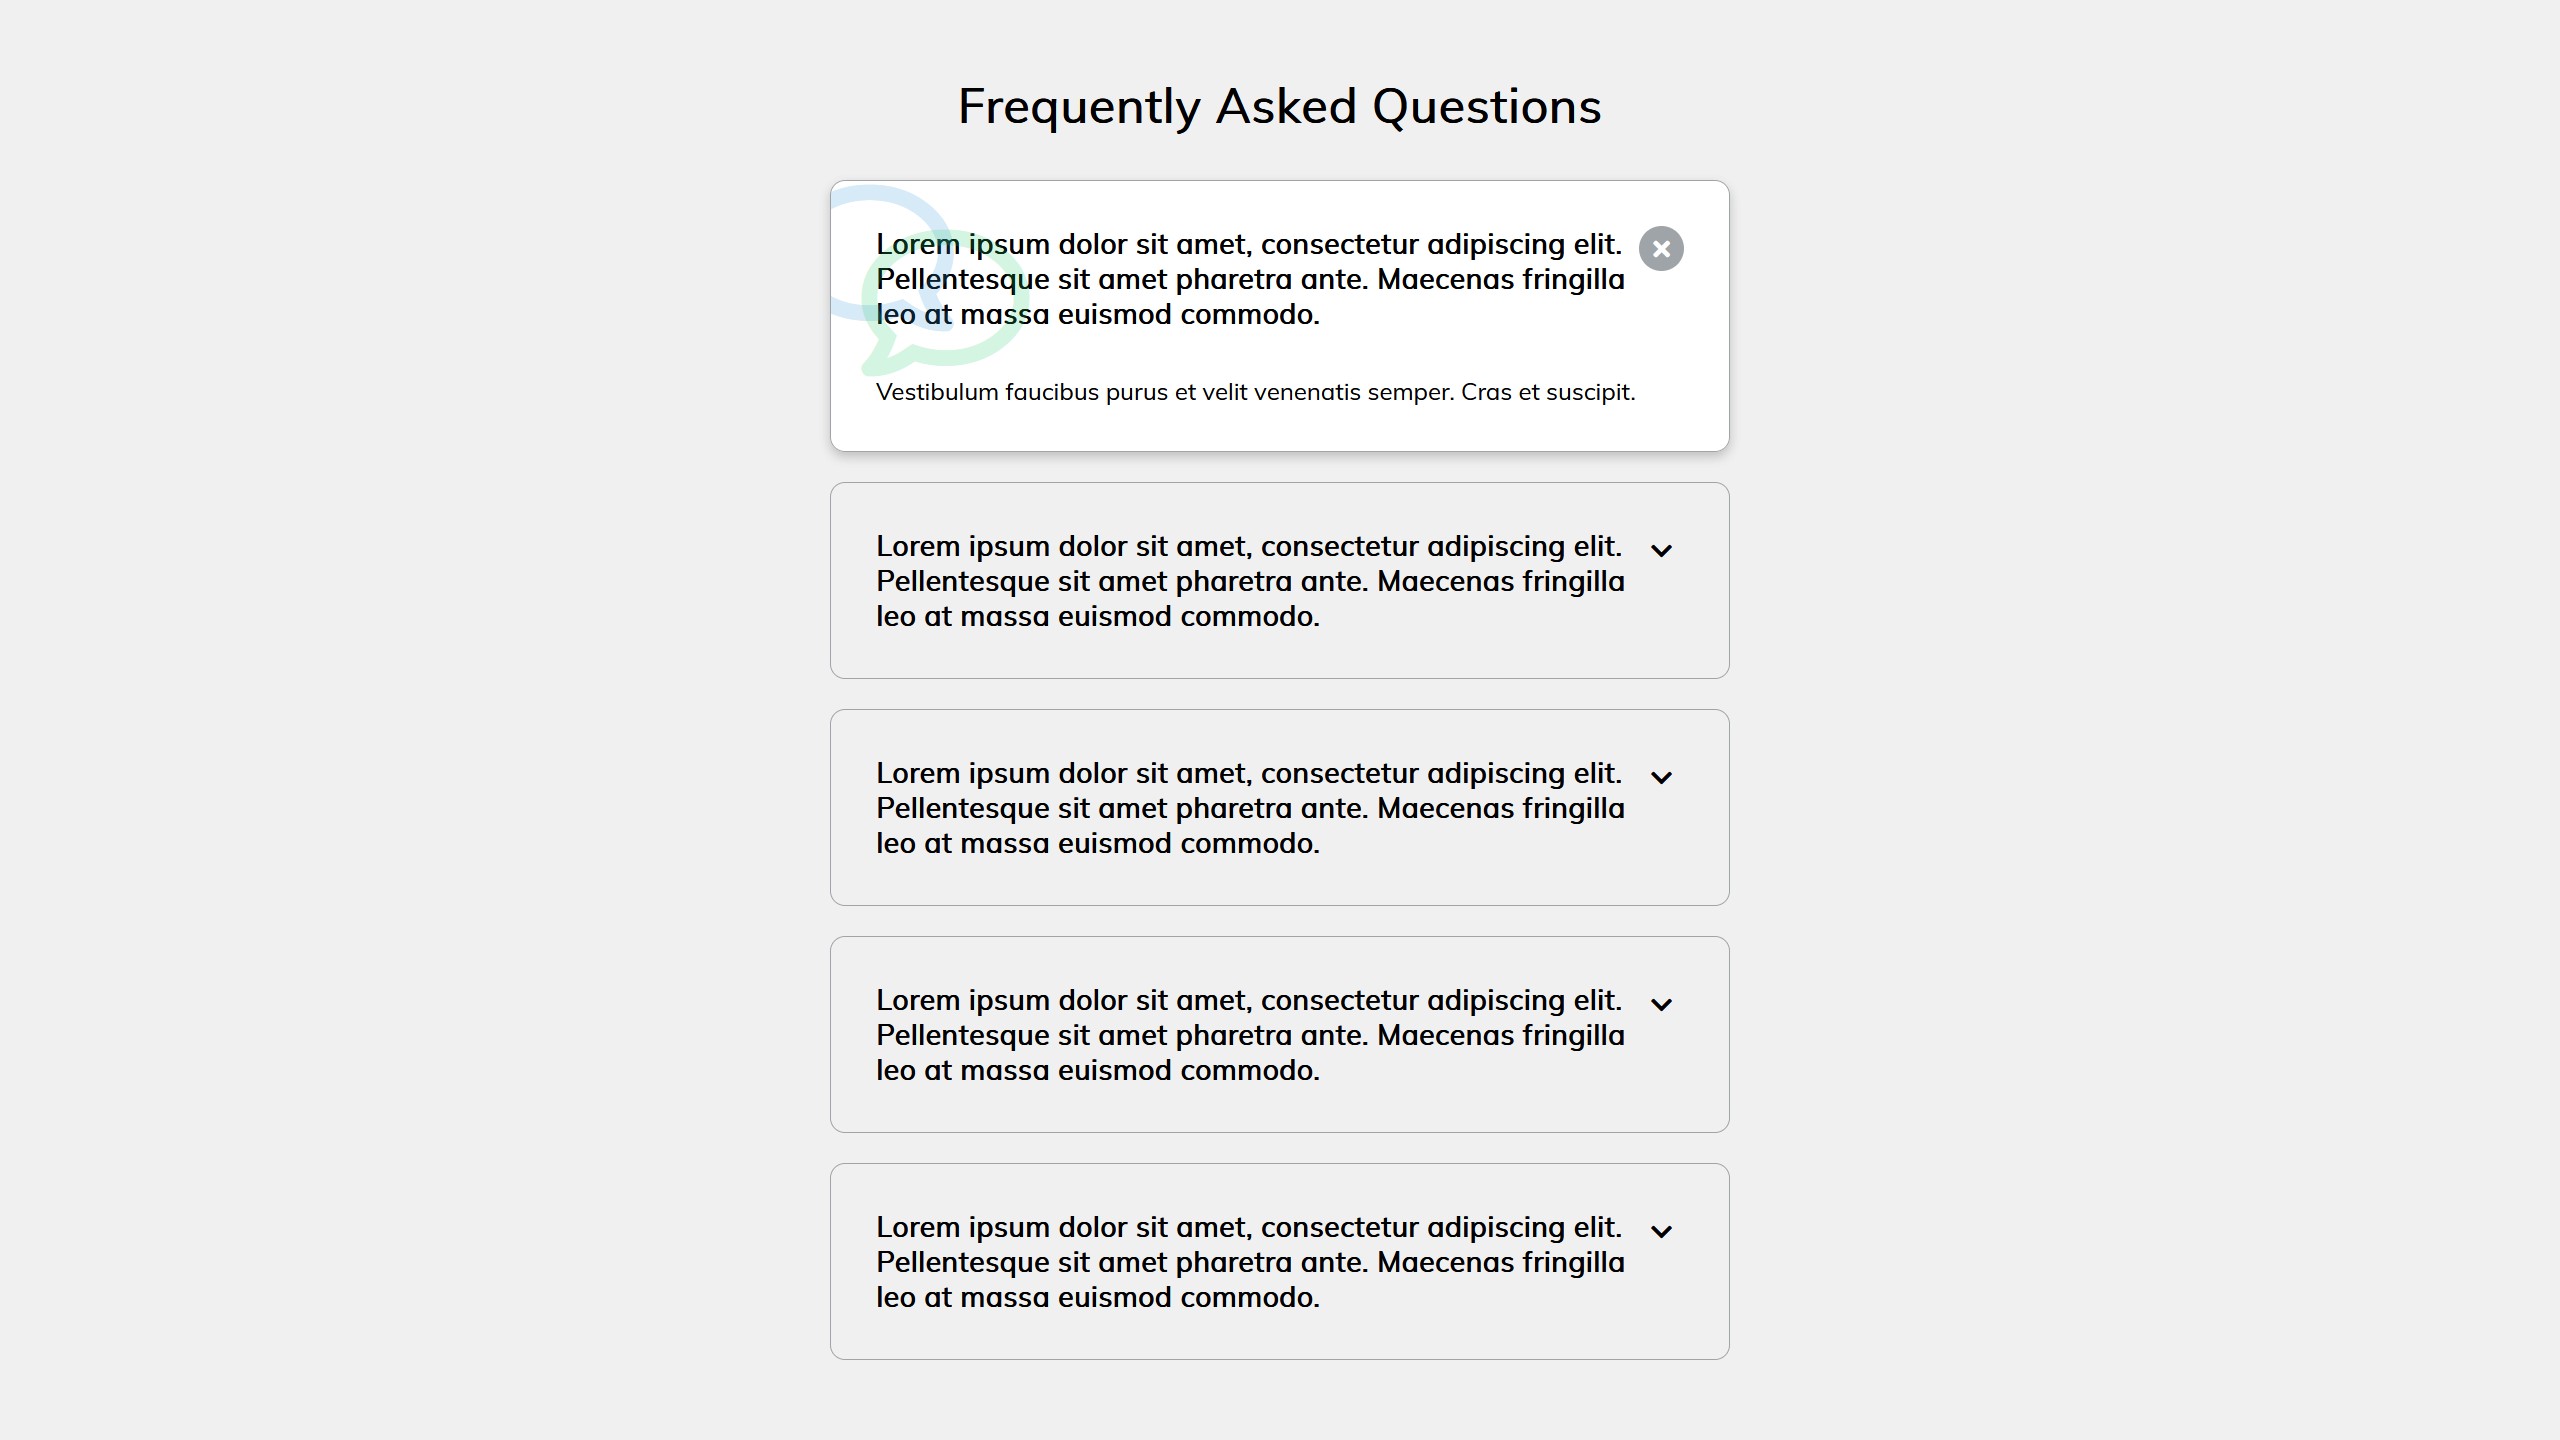 Frequently Asked Questions
Lorem ipsum dolor sit amet, consectetur adipiscing elit.
Pellentesque sit amet pharetra ante. Maecenas fringilla
leo at massa euismod commodo.
Vestibulum faucibus purus et velit venenatis semper. Cras et suscipit.
Lorem ipsum dolor sit amet, consectetur adipiscing elit.
Pellentesque sit amet pharetra ante. Maecenas fringilla
leo at massa euismod commodo.
Lorem ipsum dolor sit amet, consectetur adipiscing elit.
Pellentesque sit amet pharetra ante. Maecenas fringilla
leo at massa euismod commodo.
Lorem ipsum dolor sit amet, consectetur adipiscing elit.
Pellentesque sit amet pharetra ante. Maecenas fringilla
leo at massa euismod commodo.
Lorem ipsum dolor sit amet, consectetur adipiscing elit.
Pellentesque sit amet pharetra ante. Maecenas fringilla
leo at massa euismod commodo.